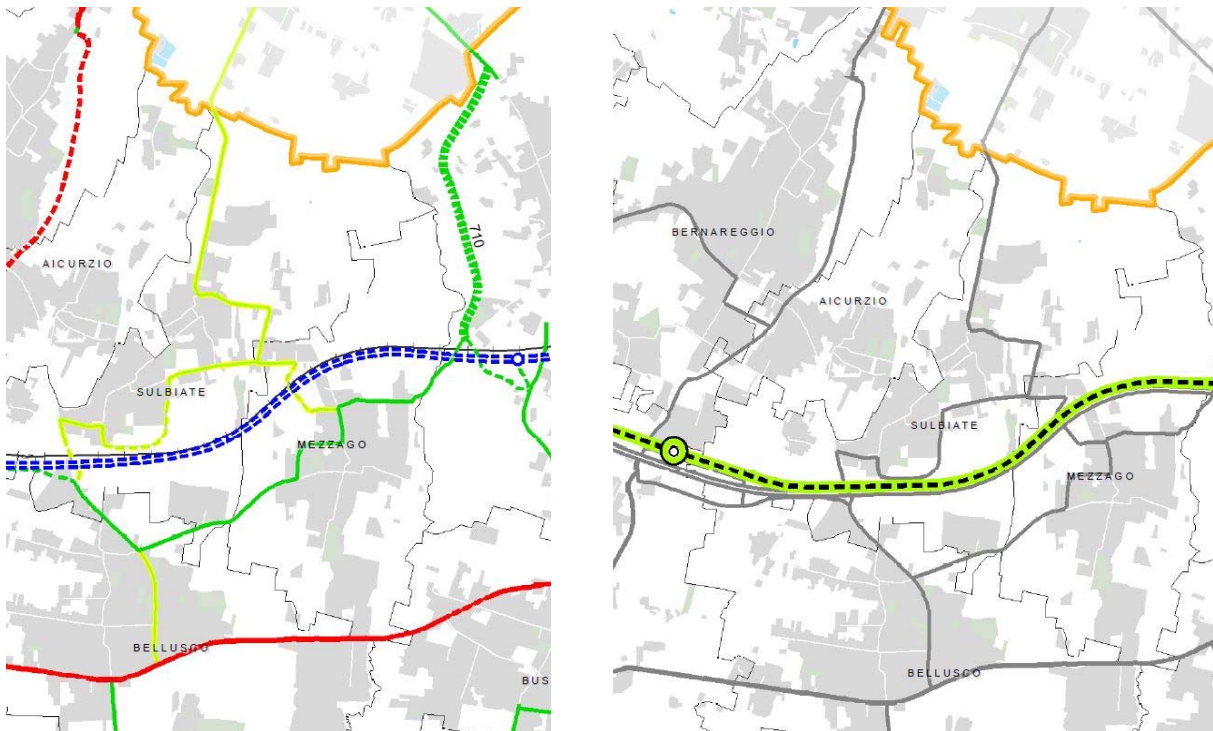 710
AICURZIO
SULBIATE
MEZZAGO
BELLUSCO
BUS
BERNAREGGIO
AICURZIO
SULBIATE
MEZZAGO
BELLUSCO